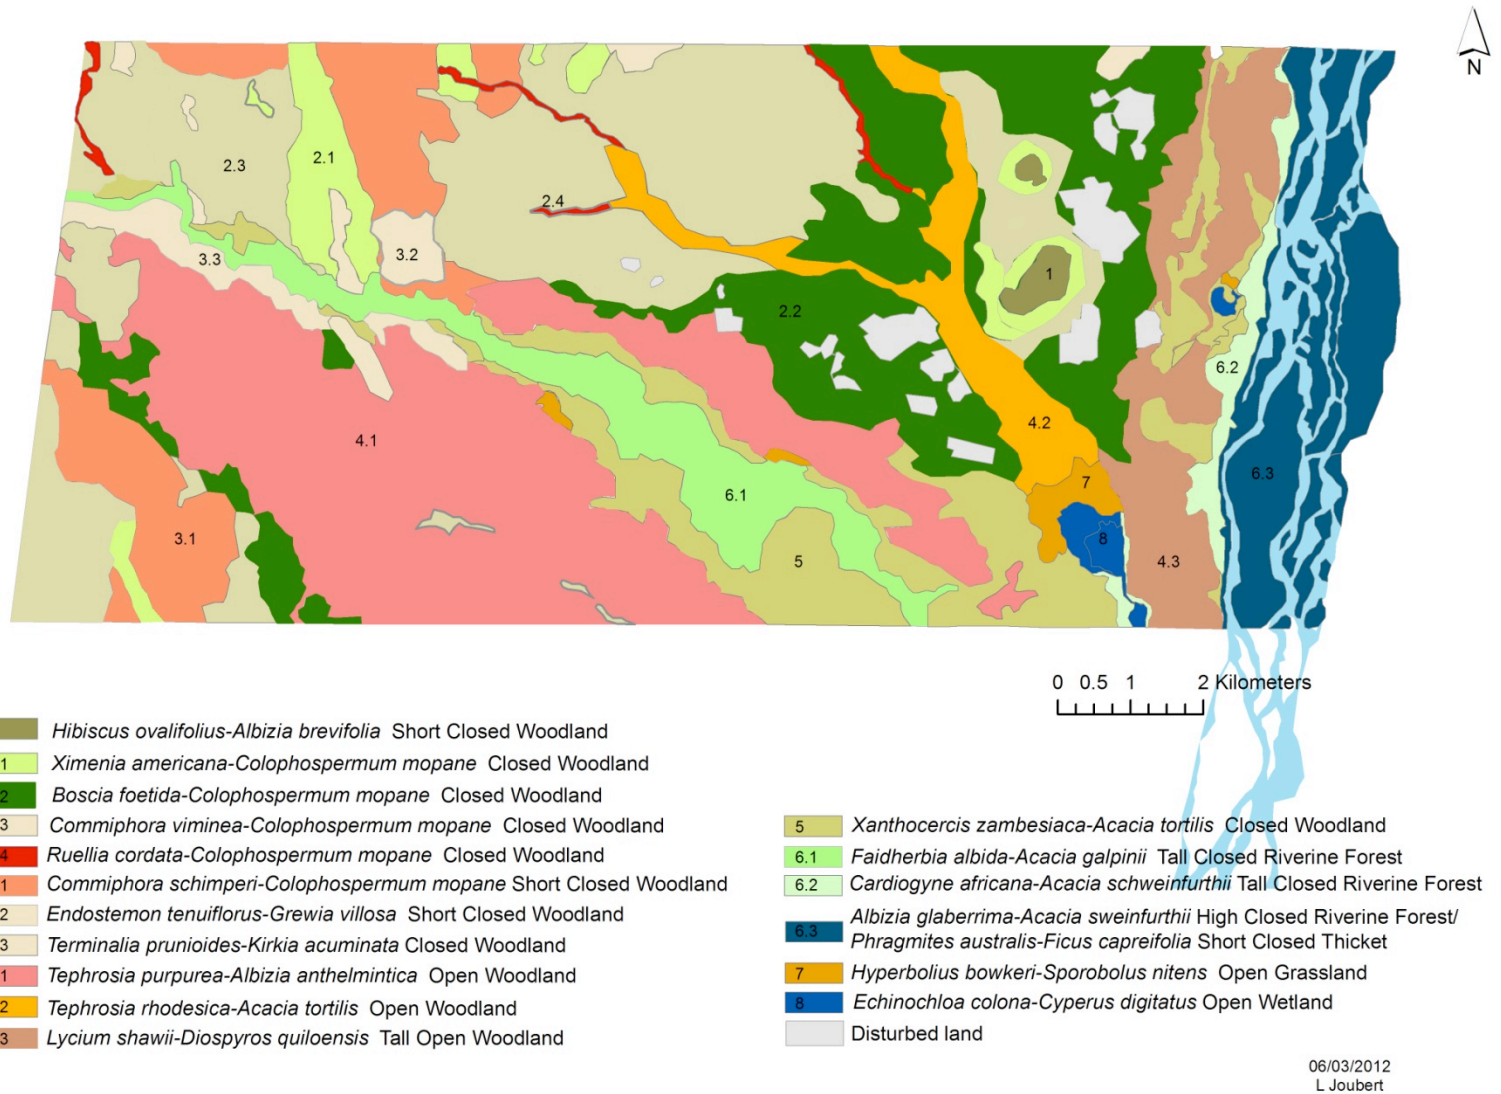 N
2.3
2.1
2.4
3.2
3.3
1
2.2
6.2
4.2
4.1
7
6.3
6.1
8
3.1
5
4.3
0 0.5 1 2 Kilometers
Hibiscus ovalifolius-Albizia brevifolia Short Closed Woodland
1 Ximenia americana-Colophospermum mopane Closed Woodland
2 Boscia foetida-Colophospermum mopane Closed Woodland
3 Commiphora viminea-Colophospermum mopane Closed Woodland
4 Ruellia cordata-Colophospermum mopane Closed Woodland
1 Commiphora schimperi-Colophospermum mopane Short Closed Woodland
2 Endostemon tenuiflorus-Grewia villosa Short Closed Woodland
3 Terminalia prunioides-Kirkia acuminata Closed Woodland
1 Tephrosia purpurea-Albizia anthelmintica Open Woodland
2 Tephrosia rhodesica-Acacia tortilis Open Woodland
3 Lycium shawii-Diospyros quiloensis Tall Open Woodland
5 Xanthocercis zambesiaca-Acacia tortilis Closed Woodland
6.1 Faidherbia albida-Acacia galpinii Tall Closed Riverine Forest
6.2 Cardiogyne africana-Acacia schweinfurthii Tall Closed Riverine Forest
6.3 Albizia glaberrima-Acacia sweinfurthii High Closed Riverine Forest/
Phragmites australis-Ficus capreifolia Short Closed Thicket
7 Hyperbolius bowkeri-Sporobolus nitens Open Grassland
8 Echinochloa colona-Cyperus digitatus Open Wetland
Disturbed land
06/03/2012
L Joubert